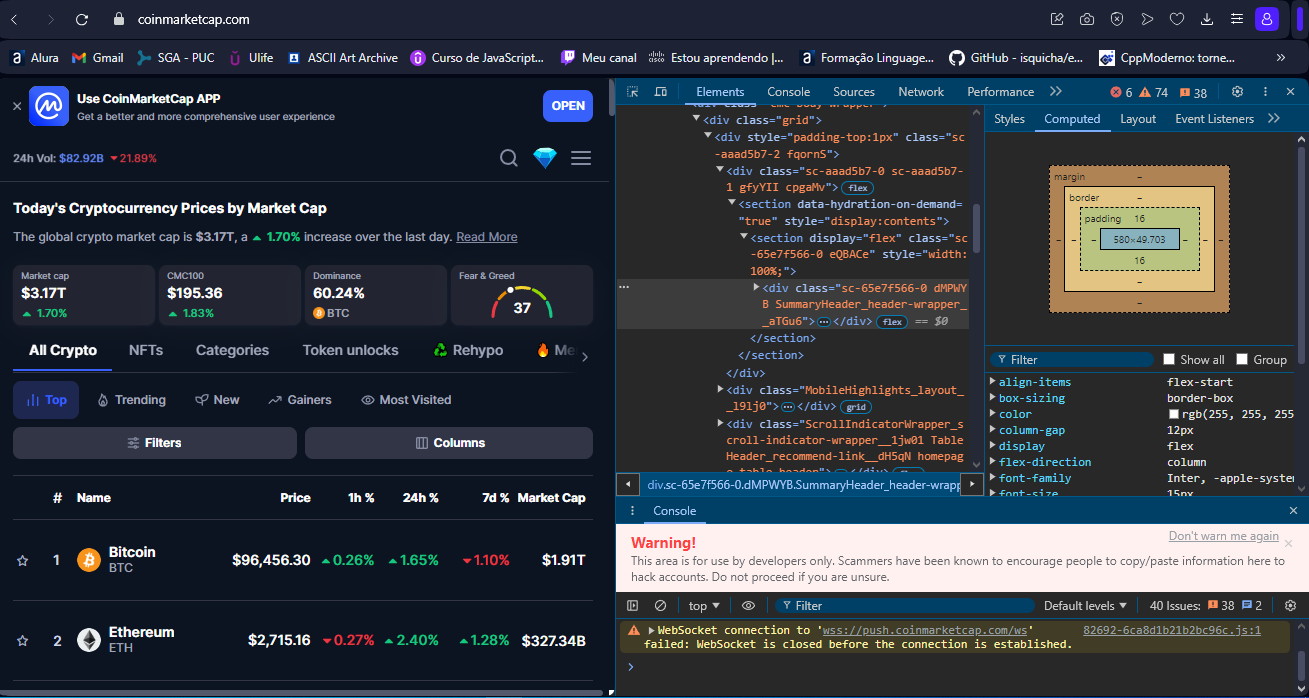 coinmarketcap.com
Alura Gmail SGA - PUC Ulife ASCII Art Archive Curso de JavaScript... Meu canal Estou aprendendo |... Formação Linguage... GitHub - isquicha/e... CppModerno: torne... »
Use CoinMarketCap APP
Get a better and more comprehensive user experience
OPEN
24h Vol: $82.92B 21.89%
Today's Cryptocurrency Prices by Market Cap
The global crypto market cap is $3.17T, a 1.70% increase over the last day. Read More
Market cap
$3.17T
1.70%
CMC100
$195.36
1.83%
Dominance
60.24%
BTC
Fear & Greed
37
All Crypto NFTs Categories Token unlocks Rehypo Me
Top Trending New Gainers Most Visited
Filters Columns
# Name Price 1h % 24h % 7d % Market Cap
1 Bitcoin BTC $96,456.30 0.26% 1.65% 1.10% $1.91T
2 Ethereum ETH $2,715.16 0.27% 2.40% 1.28% $327.34B
Elements Console Sources Network Performance 6 74 38
<div class="grid">
<div style="padding-top:1px" class="sc
-aaad5b7-2 fqornS">
<div class="sc-aaad5b7-0 sc-aaad5b7-
1 gfyYII cpgaMv"> flex
<section data-hydration-on-demand=
"true" style="display:contents">
<section display="flex" class="sc
-65e7f566-0 eQBACe" style="width:
100%;">
<div class="sc-65e7f566-0 dMPWY
B SummaryHeader_header-wrapper_
_aTGu6">…</div> flex == $0
</section>
</section>
</div>
<div class="MobileHighlights_layout_
_l9lj0">…</div> grid
<div class="ScrollIndicatorWrapper_s
croll-indicator-wrapper__1jw01 Table
Header_recommend-link__dH5qN homepag
div.sc-65e7f566-0.dMPWYB.SummaryHeader_header-wrapp
Styles Computed Layout Event Listeners
margin -
border -
padding 16
- - - 580×49.703 - - -
16
-
-
Filter Show all Group
align-items flex-start
box-sizing border-box
color rgb(255, 255, 255
column-gap 12px
display flex
flex-direction column
font-family Inter, -apple-system
font-size 15px
Console
Warning! Don't warn me again
This area is for use by developers only. Scammers have been known to encourage people to copy/paste information here to
hack accounts. Do not proceed if you are unsure.
top Filter Default levels 40 Issues: 38 2
WebSocket connection to 'wss://push.coinmarketcap.com/ws' 82692-6ca8d1b21b2bc96c.js:1
failed: WebSocket is closed before the connection is established.